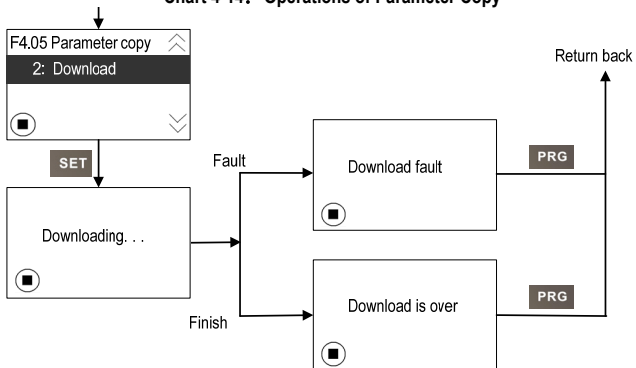 Chart 4-14: Operations of Parameter Copy
F4.05 Parameter copy
2: Download
Return back
SET
Fault
Download fault
PRG
Downloading. . .
Download is over
PRG
Finish